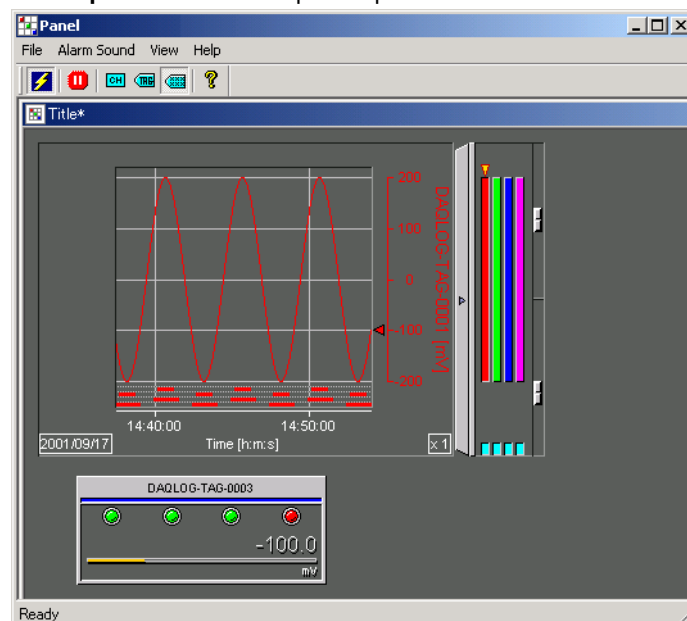 Panel
File Alarm Sound View Help
CH TAG
Title*
200
100
0
-100
-200
DAQLOG-TAG-0001 [mV]
14:40:00 14:50:00
2001/09/17 Time [h:m:s] x 1
DAQLOG-TAG-0003
-100.0
mV
Ready